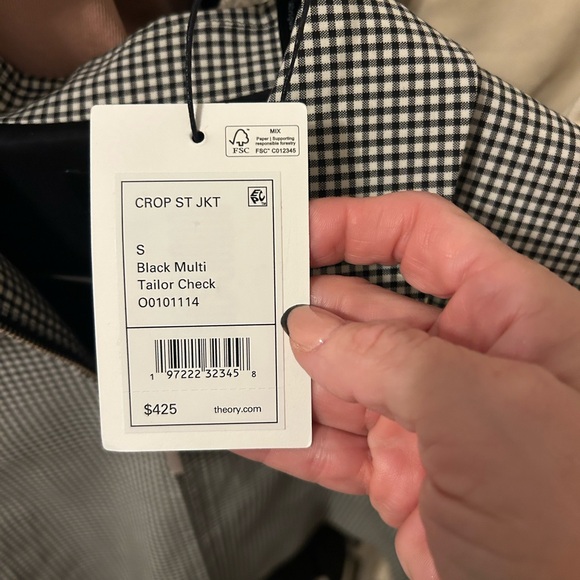 MIX
Paper | Supporting
responsible forestry
FSC FSC® C012345
CROP ST JKT
S
Black Multi
Tailor Check
O0101114
1 97222 32345 8
$425 theory.com